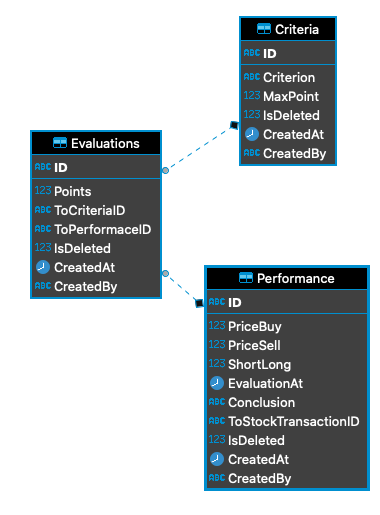 Criteria
ABC ID
ABC Criterion
123 MaxPoint
123 IsDeleted
CreatedAt
ABC CreatedBy
Evaluations
ABC ID
123 Points
ABC ToCriteriaID
ABC ToPerformaceID
123 IsDeleted
CreatedAt
ABC CreatedBy
Performance
ABC ID
123 PriceBuy
123 PriceSell
123 ShortLong
EvaluationAt
ABC Conclusion
ABC ToStockTransactionID
123 IsDeleted
CreatedAt
ABC CreatedBy